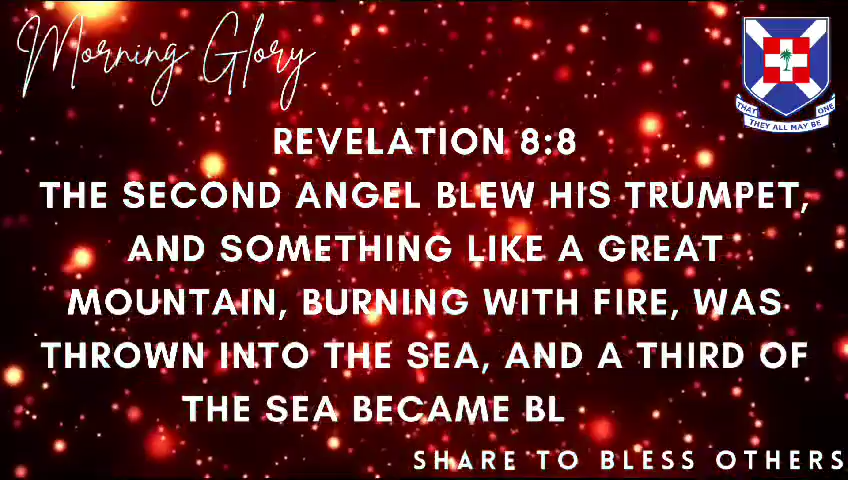 Morning Glory
THAT THEY ALL MAY BE ONE
REVELATION 8:8
THE SECOND ANGEL BLEW HIS TRUMPET,
AND SOMETHING LIKE A GREAT
MOUNTAIN, BURNING WITH FIRE, WAS
THROWN INTO THE SEA, AND A THIRD OF
THE SEA BECAME BL
SHARE TO BLESS OTHERS